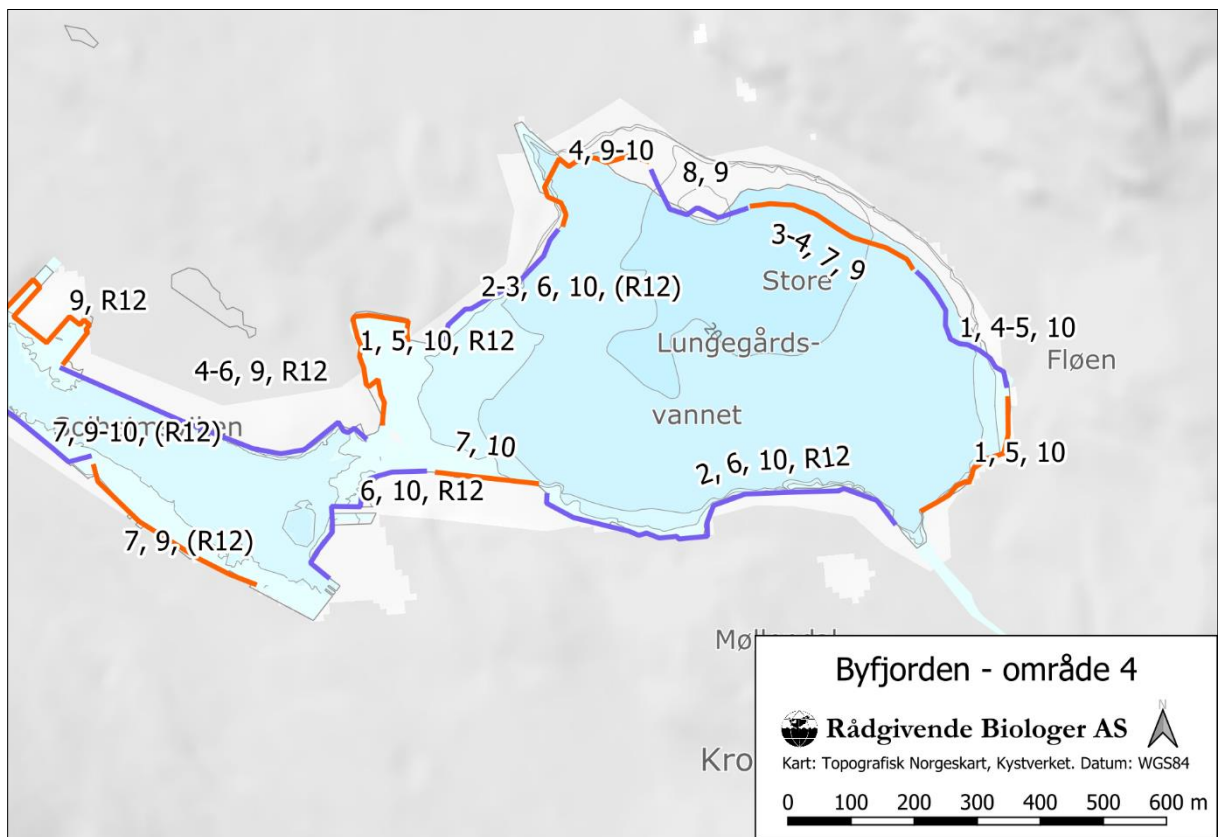 4, 9-10
8, 9
3-4, 7, 9
2-3, 6, 10, (R12)
Store
9, R12
1, 5, 10, R12
Lungegårds-
1, 4-5, 10
Fløen
4-6, 9, R12
vannet
7, 9-10, (R12)
7, 10
2, 6, 10, R12
1, 5, 10
6, 10, R12
7, 9, (R12)
20
Byfjorden - område 4
N
Rådgivende Biologer AS
Kart: Topografisk Norgeskart, Kystverket. Datum: WGS84
0 100 200 300 400 500 600 m